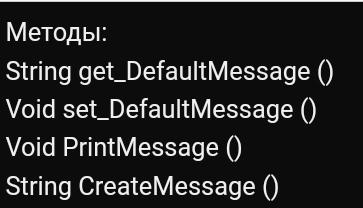 Методы:
String get_DefaultMessage ()
Void set_DefaultMessage ()
Void PrintMessage ()
String CreateMessage ()